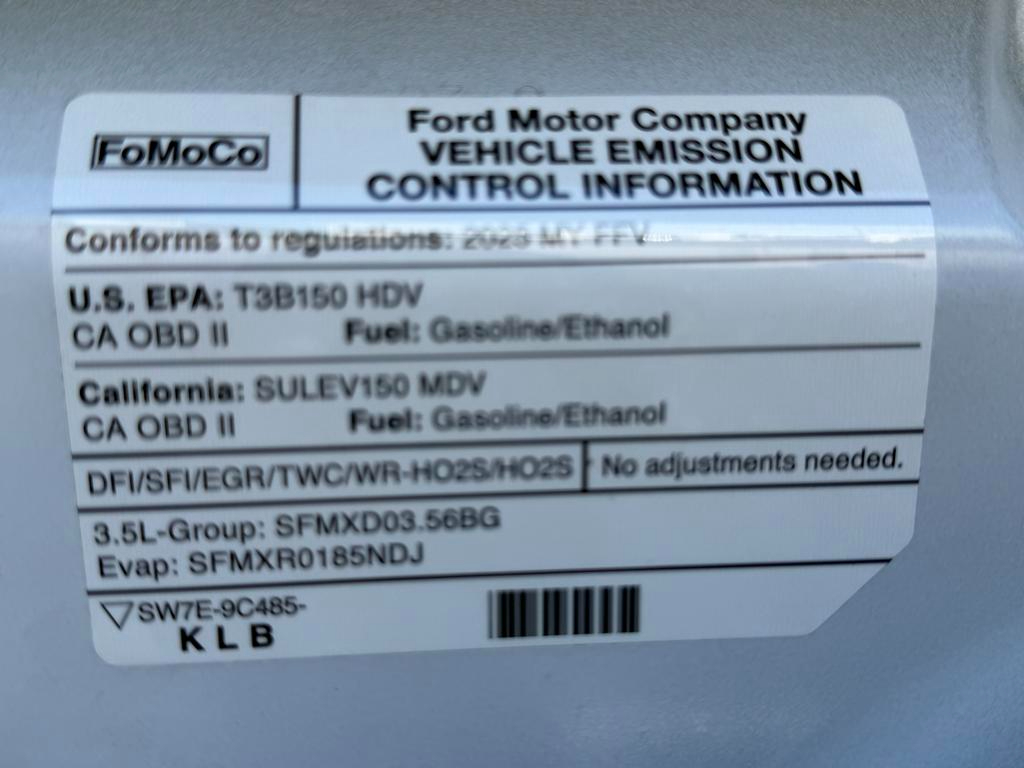 FoMoCo
Ford Motor Company
VEHICLE EMISSION
CONTROL INFORMATION
Conforms to regulations: MY FFV
U.S. EPA: T3B150 HDV
CA OBD II Fuel: Gasoline/Ethanol
California: SULEV150 MDV
CA OBD II Fuel: Gasoline/Ethanol
DFI/SFI/EGR/TWC/WR-HO2S/HO2S No adjustments needed.
3.5L-Group: SFMXD03.56BG
Evap: SFMXR0185NDJ
SW7E-9C485-
K L B